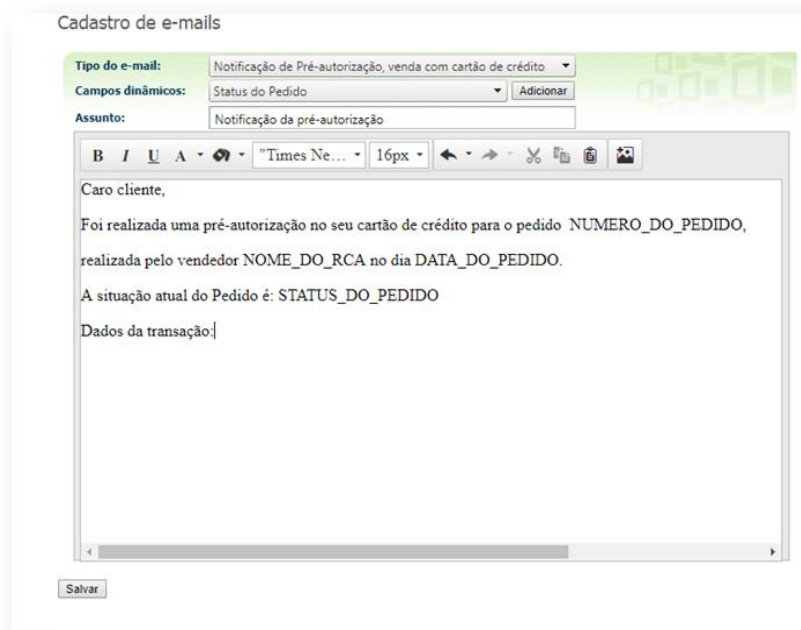 Cadastro de e-mails
Tipo do e-mail: Notificação de Pré-autorização, venda com cartão de crédito
Campos dinâmicos: Status do Pedido Adicionar
Assunto: Notificação da pré-autorização
B I U A "Times Ne... 16px
Caro cliente,
Foi realizada uma pré-autorização no seu cartão de crédito para o pedido NUMERO_DO_PEDIDO,
realizada pelo vendedor NOME_DO_RCA no dia DATA_DO_PEDIDO.
A situação atual do Pedido é: STATUS_DO_PEDIDO
Dados da transação:
Salvar